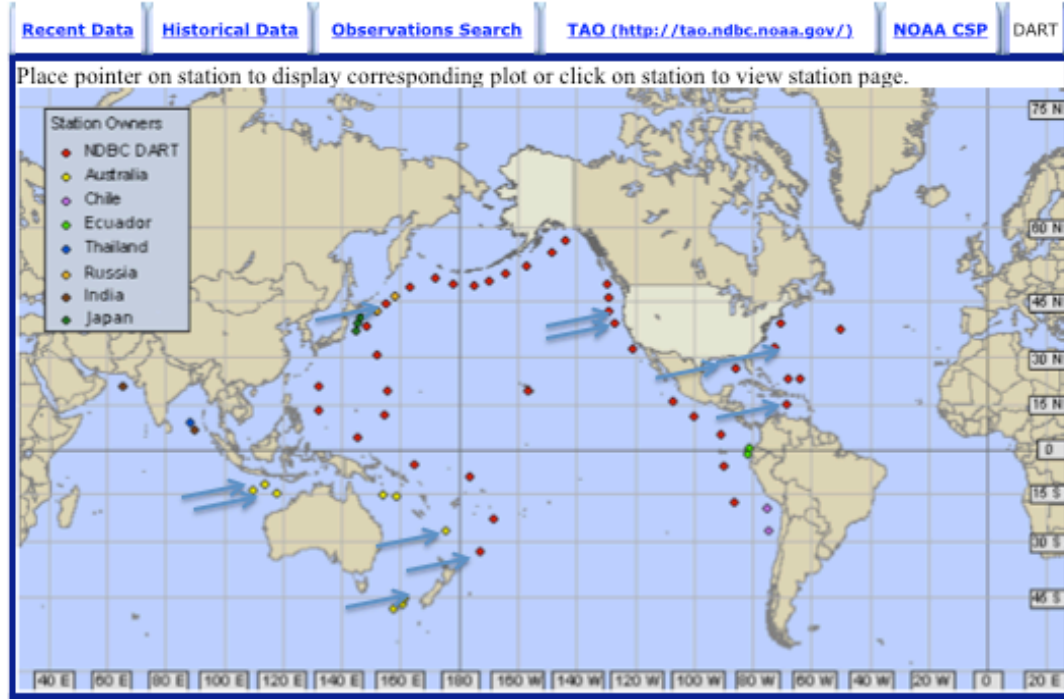 Recent Data Historical Data Observations Search TAO (http://tao.ndbc.noaa.gov/) NOAA CSP DART
Place pointer on station to display corresponding plot or click on station to view station page.
Station Owners
NDBC DART
Australia
Chile
Ecuador
Thailand
Russia
India
Japan
75 N
60 N
45 N
30 N
15 N
0
15 S
30 S
45 S
40 E 60 E 80 E 100 E 120 E 140 E 160 E 180 160 W 140 W 120 W 100 W 80 W 60 W 40 W 20 W 0 20 E